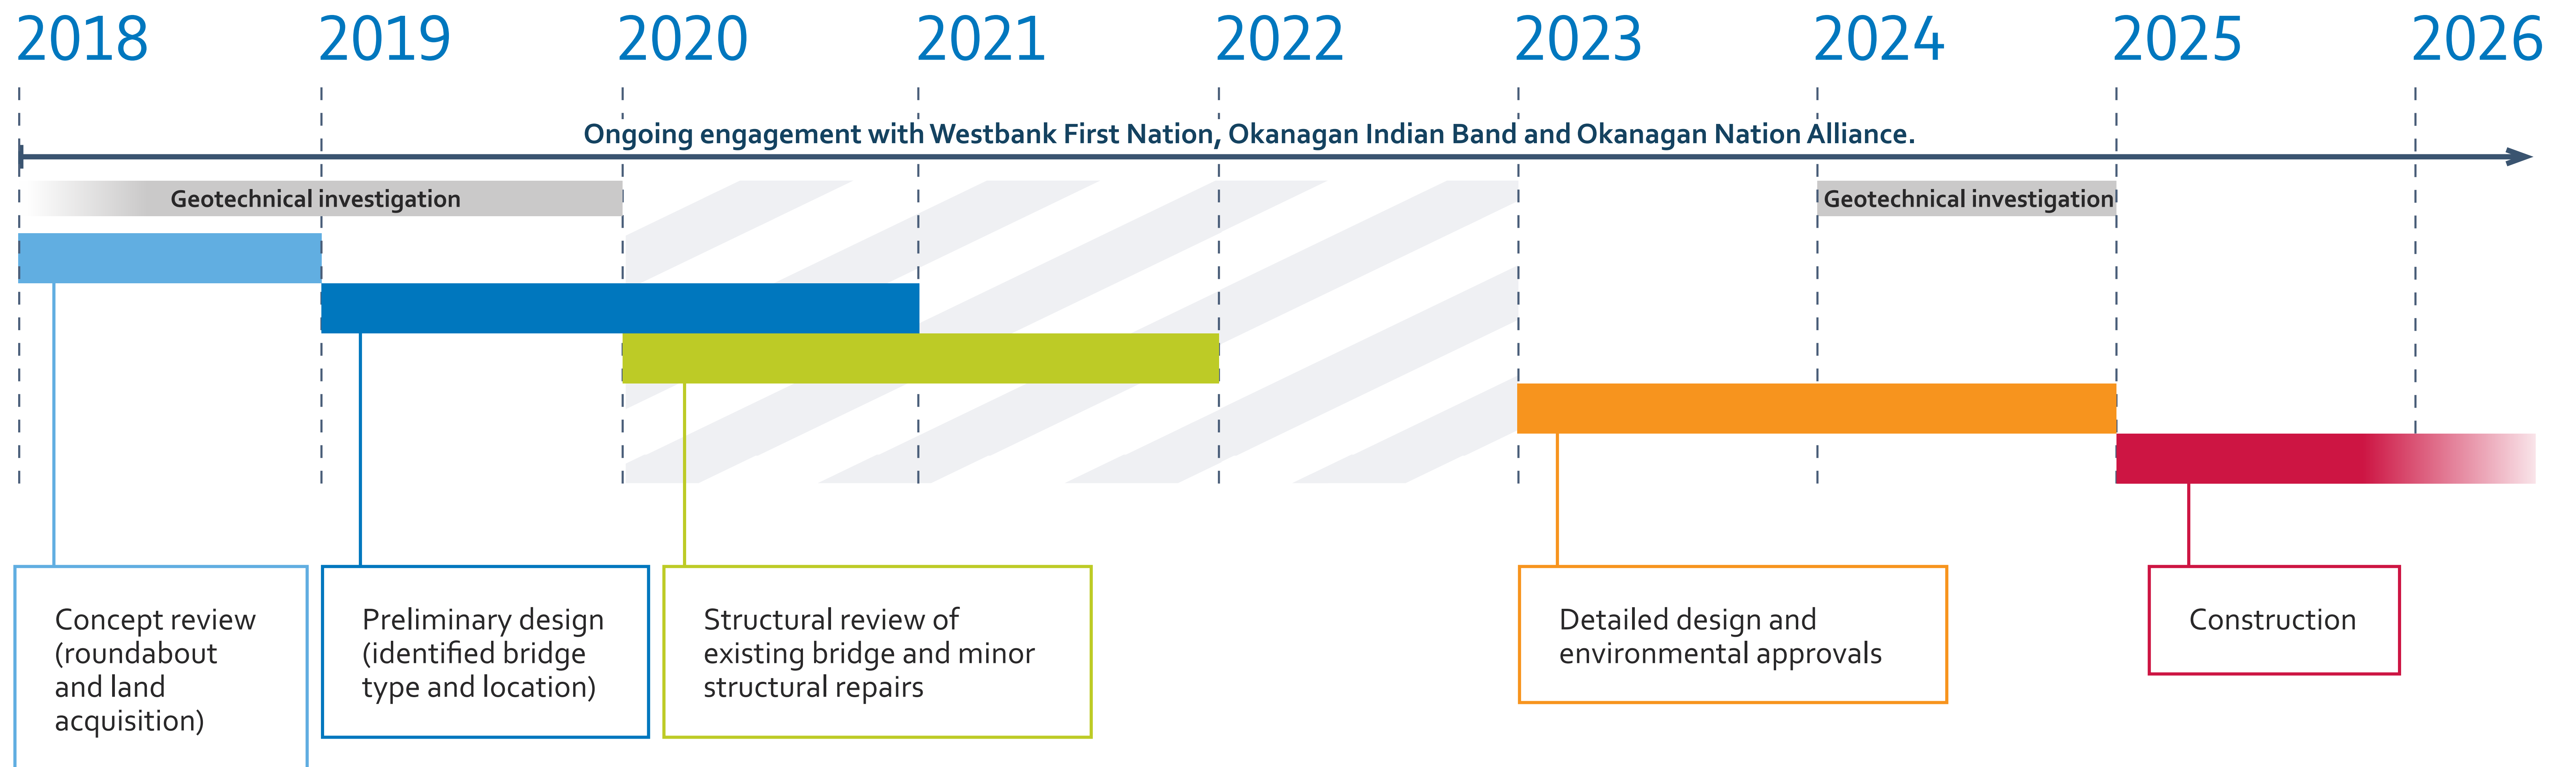 2018 2019 2020 2021 2022 2023 2024 2025 2026
Ongoing engagement with Westbank First Nation, Okanagan Indian Band and Okanagan Nation Alliance.
Geotechnical investigation
Geotechnical investigation
Concept review
(roundabout
and land
acquisition)
Preliminary design
(identified bridge
type and location)
Structural review of
existing bridge and minor
structural repairs
Detailed design and
environmental approvals
Construction